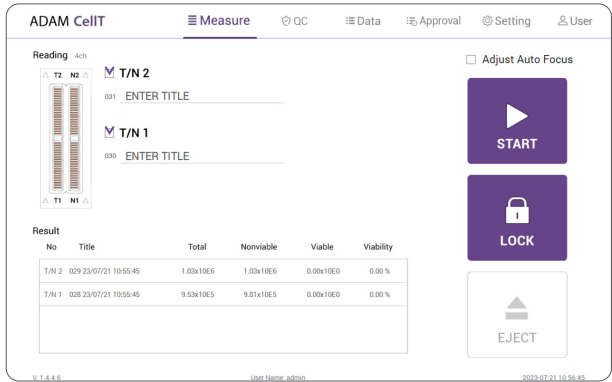 ADAM CellT Measure QC Data Approval Setting User
Reading 4ch
Adjust Auto Focus
T2 N2
T/N 2
031 ENTER TITLE
T/N 1
030 ENTER TITLE
T1 N1
START
LOCK
EJECT
Result
No Title Total Nonviable Viable Viability
T/N 2 029 23/07/21 10:55:45 1.03x10E6 1.03x10E6 0.00x10E0 0.00 %
T/N 1 028 23/07/21 10:55:45 9.53x10E5 9.81x10E5 0.00x10E0 0.00 %
V. 1.4.4.6 User Name: admin 2023-07-21 10:56:45